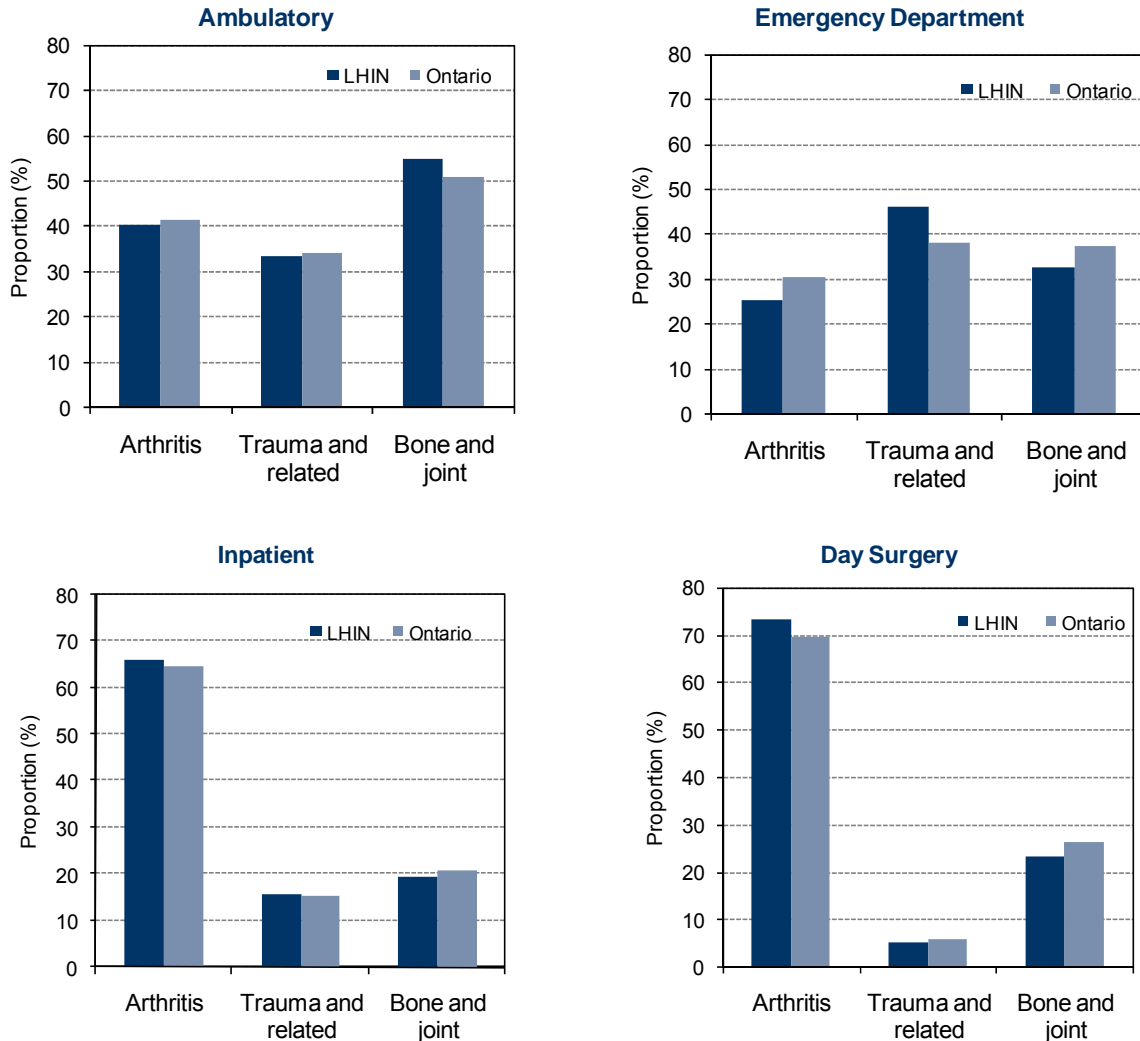 Ambulatory
80
70
60
50
40
30
20
10
0
Proportion (%)
LHIN Ontario
Arthritis
Trauma and
related
Bone and
joint
Emergency Department
80
70
60
50
40
30
20
10
0
Proportion (%)
LHIN Ontario
Arthritis
Trauma and
related
Bone and
joint
Inpatient
80
70
60
50
40
30
20
10
0
Proportion (%)
LHIN Ontario
Arthritis
Trauma and
related
Bone and
joint
Day Surgery
80
70
60
50
40
30
20
10
0
Proportion (%)
LHIN Ontario
Arthritis
Trauma and
related
Bone and
joint